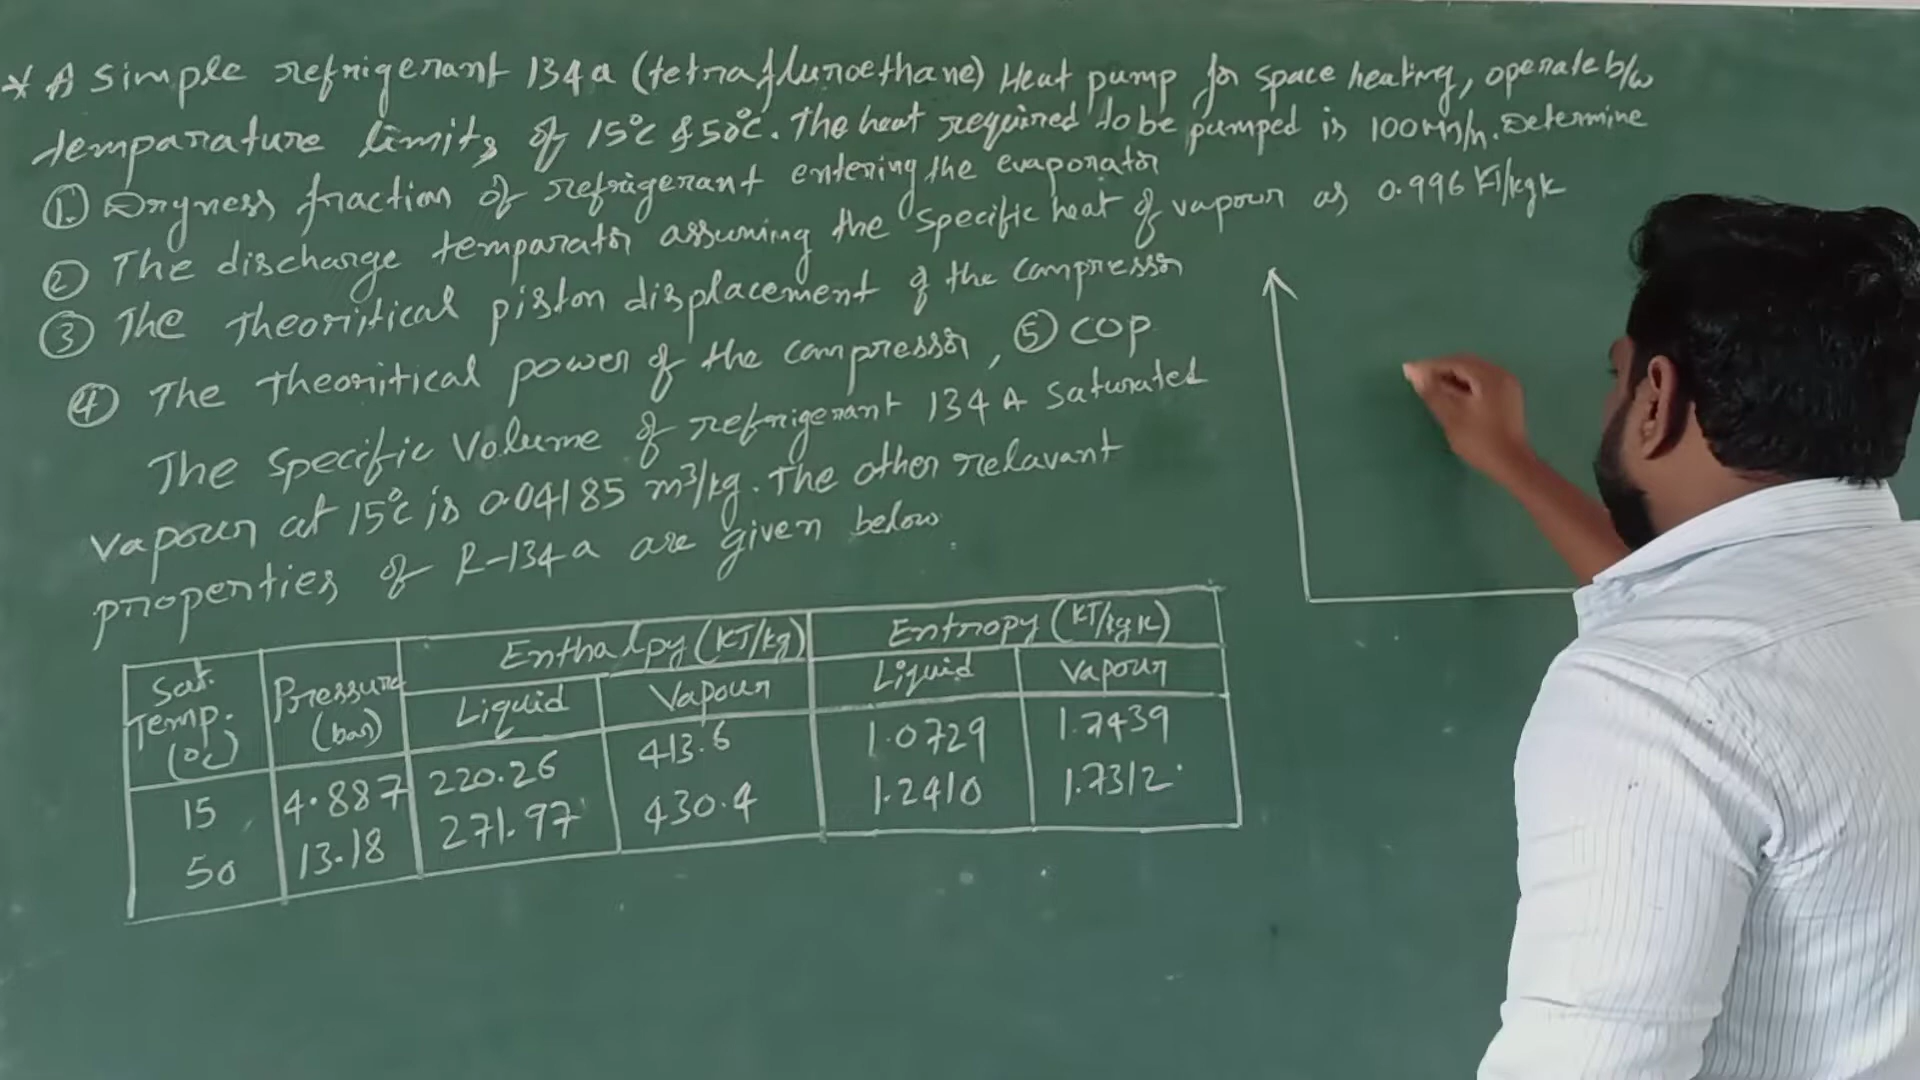 * A simple refrigerant 134a (tetrafluroethane) Heat pump for space heating, operate b/w
temparature limits of 15°c & 50°c. The heat required to be pumped is 100MJ/h. Determine
① Dryness fraction of refrigerant entering the evaporator
② The discharge temparatr assuming the specific heat of vapour as 0.996 KJ/kgk
③ The Theoritical piston displacement of the compressor
④ The Theoritical power of the compressor, ⑤ COP
The specific volume of refrigerant 134A saturated
vapour at 15°c is 0.04185 m³/kg. The other relavant
properties of R-134a are given below.
Sat. Temp. (°c) Pressure (bar) Enthalpy (KJ/kg) Entropy (KJ/kgK)
Liquid Vapour Liquid Vapour
15 4.887 220.26 413.6 1.0729 1.7439
50 13.18 271.97 430.4 1.2410 1.7312